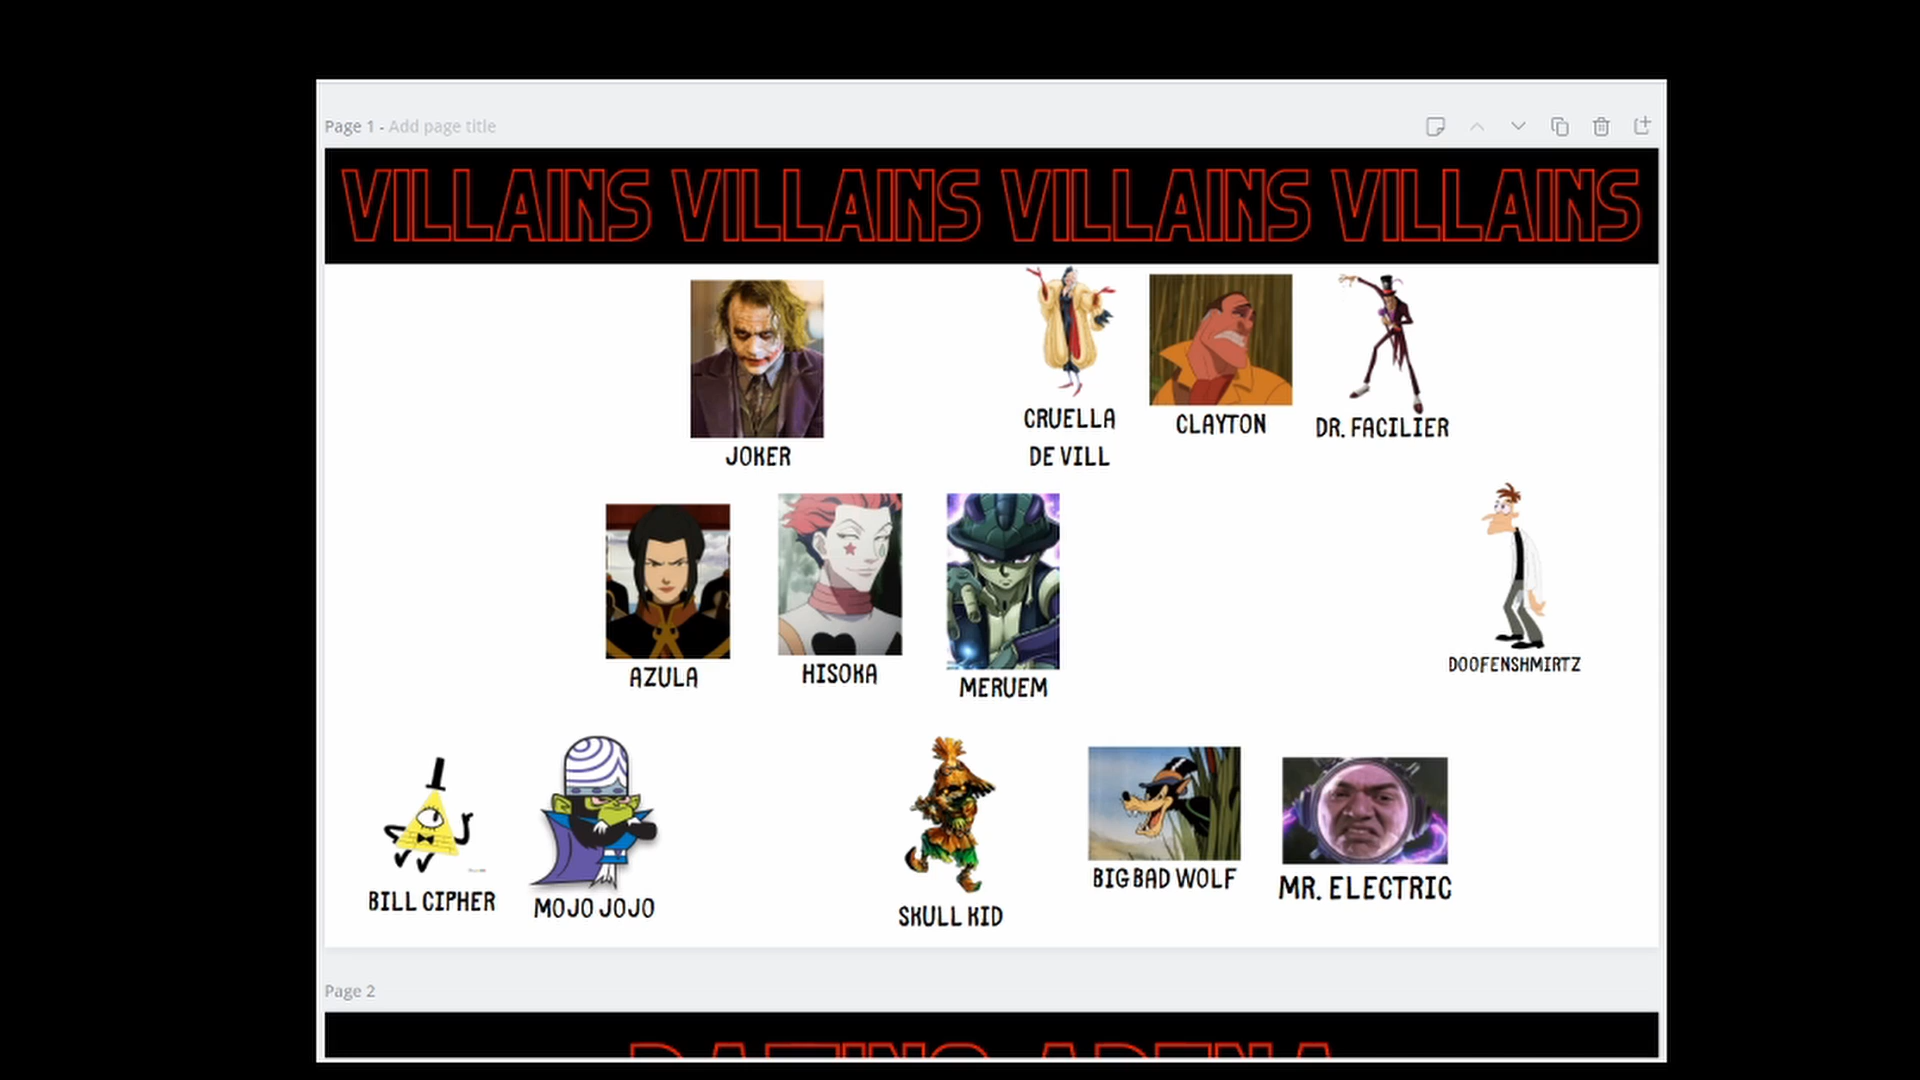 Page 1 - Add page title
VILLAINS VILLAINS VILLAINS VILLAINS
JOKER
CRUELLA
DE VILL
CLAYTON
DR. FACILIER
AZULA
HISOKA
MERUEM
DOOFENSHMIRTZ
BILL CIPHER
MOJO JOJO
SKULL KID
BIG BAD WOLF
MR. ELECTRIC
Page 2